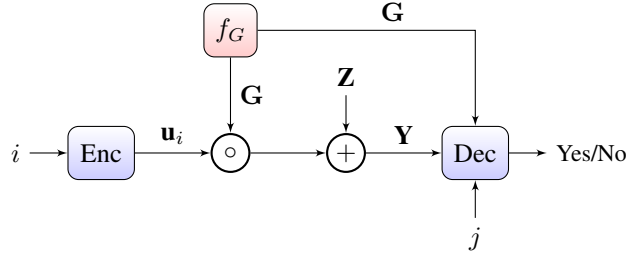 f_G
G
G
Z
i
Enc
u_i
∘
+
Y
Dec
Yes/No
j